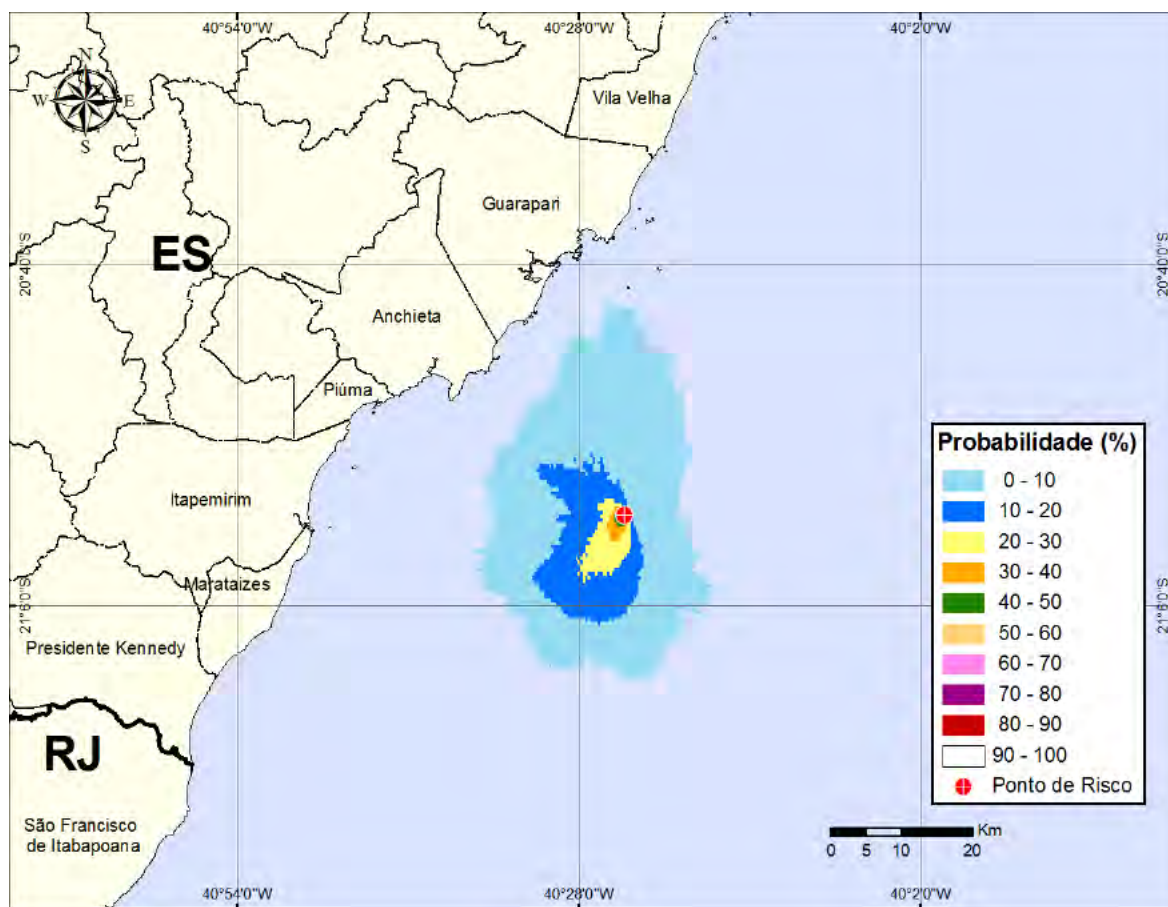 40°54'0"W 40°28'0"W 40°2'0"W
N
W E
S
Vila Velha
Guarapari
ES
20°40'0"S 20°40'0"S
Anchieta
Piúma
Itapemirim
Marataizes
21°6'0"S 21°6'0"S
Presidente Kennedy
RJ
São Francisco
de Itabapoana
Probabilidade (%)
0 - 10
10 - 20
20 - 30
30 - 40
40 - 50
50 - 60
60 - 70
70 - 80
80 - 90
90 - 100
Ponto de Risco
Km
0 5 10 20
40°54'0"W 40°28'0"W 40°2'0"W